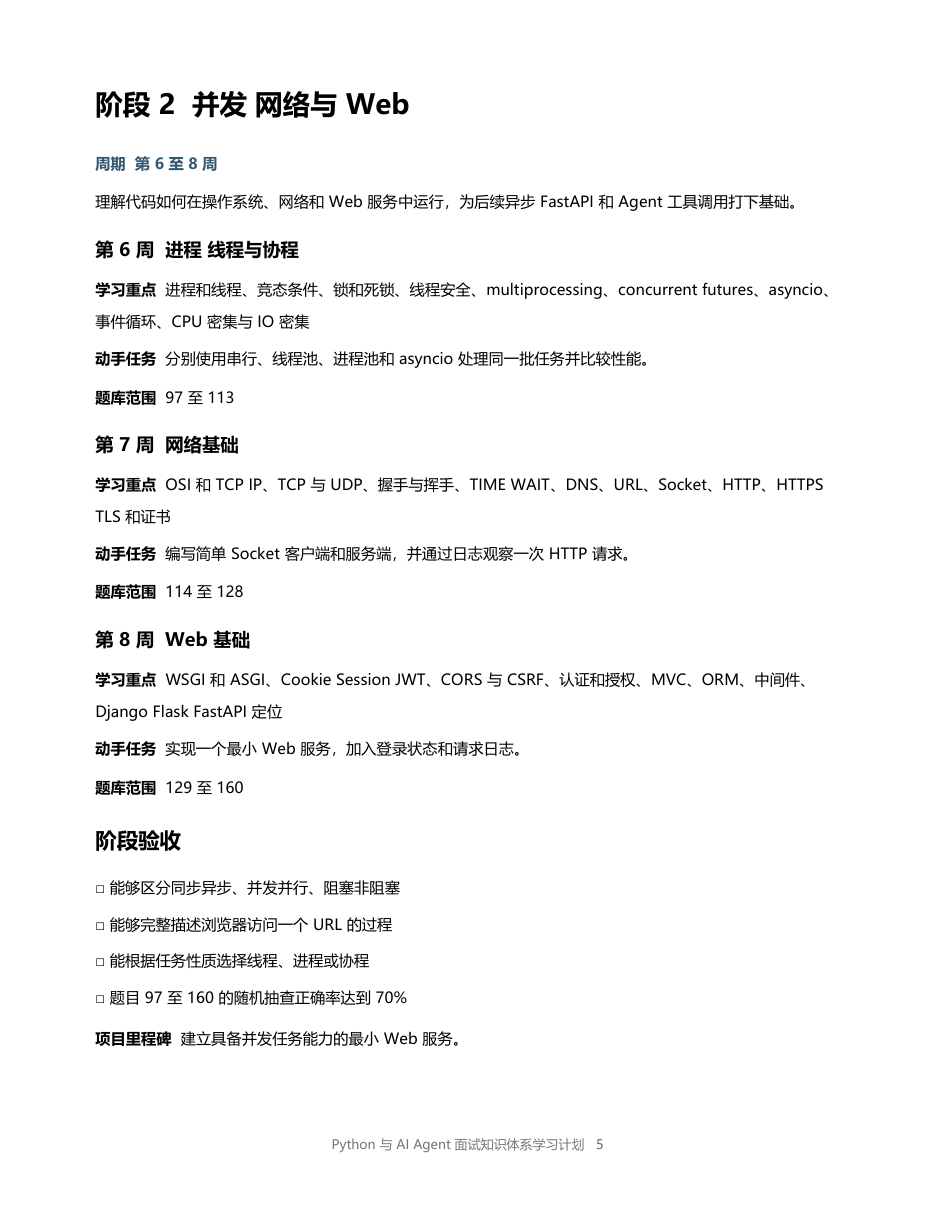 阶段 2  并发 网络与 Web
周期  第 6 至 8 周
理解代码如何在操作系统、网络和 Web 服务中运行，为后续异步 FastAPI 和 Agent 工具调用打下基础。
第 6 周  进程 线程与协程
学习重点  进程和线程、竞态条件、锁和死锁、线程安全、multiprocessing、concurrent futures、asyncio、
事件循环、CPU 密集与 IO 密集
动手任务  分别使用串行、线程池、进程池和 asyncio 处理同一批任务并比较性能。
题库范围  97 至 113
第 7 周  网络基础
学习重点  OSI 和 TCP IP、TCP 与 UDP、握手与挥手、TIME WAIT、DNS、URL、Socket、HTTP、HTTPS
TLS 和证书
动手任务  编写简单 Socket 客户端和服务端，并通过日志观察一次 HTTP 请求。
题库范围  114 至 128
第 8 周  Web 基础
学习重点  WSGI 和 ASGI、Cookie Session JWT、CORS 与 CSRF、认证和授权、MVC、ORM、中间件、
Django Flask FastAPI 定位
动手任务  实现一个最小 Web 服务，加入登录状态和请求日志。
题库范围  129 至 160
阶段验收
□ 能够区分同步异步、并发并行、阻塞非阻塞
□ 能够完整描述浏览器访问一个 URL 的过程
□ 能根据任务性质选择线程、进程或协程
□ 题目 97 至 160 的随机抽查正确率达到 70%
项目里程碑  建立具备并发任务能力的最小 Web 服务。
Python 与 AI Agent 面试知识体系学习计划  5